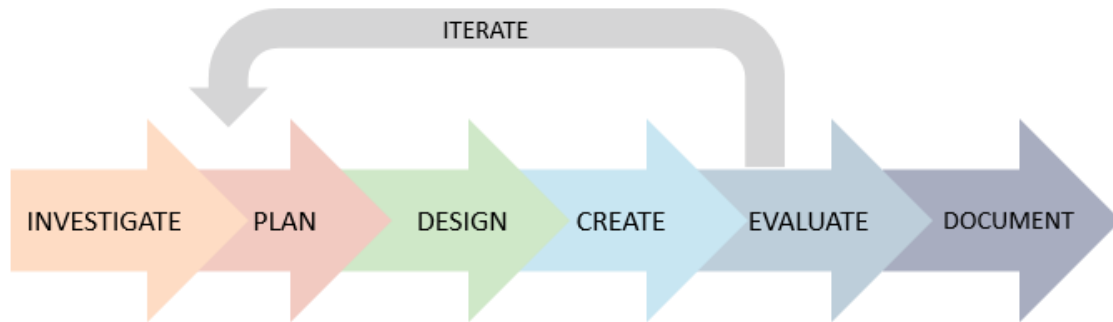 ITERATE
INVESTIGATE PLAN DESIGN CREATE EVALUATE DOCUMENT